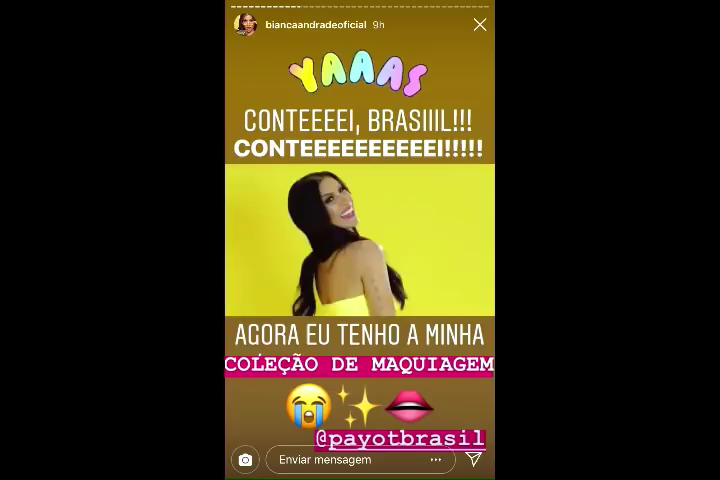 biancaandradeoficial 9h
YAAAS
CONTEEEEI, BRASIIIL!!!
CONTEEEEEEEEEEI!!!!!
AGORA EU TENHO A MINHA
COLEÇÃO DE MAQUIAGEM
@payotbrasil
Enviar mensagem